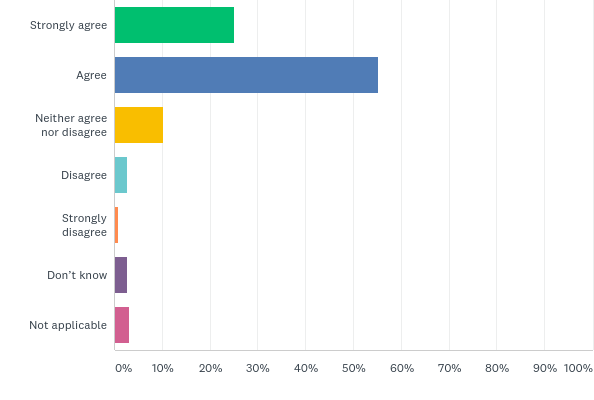 Strongly agree
Agree
Neither agree
nor disagree
Disagree
Strongly
disagree
Don't know
Not applicable
0% 10% 20% 30% 40% 50% 60% 70% 80% 90% 100%